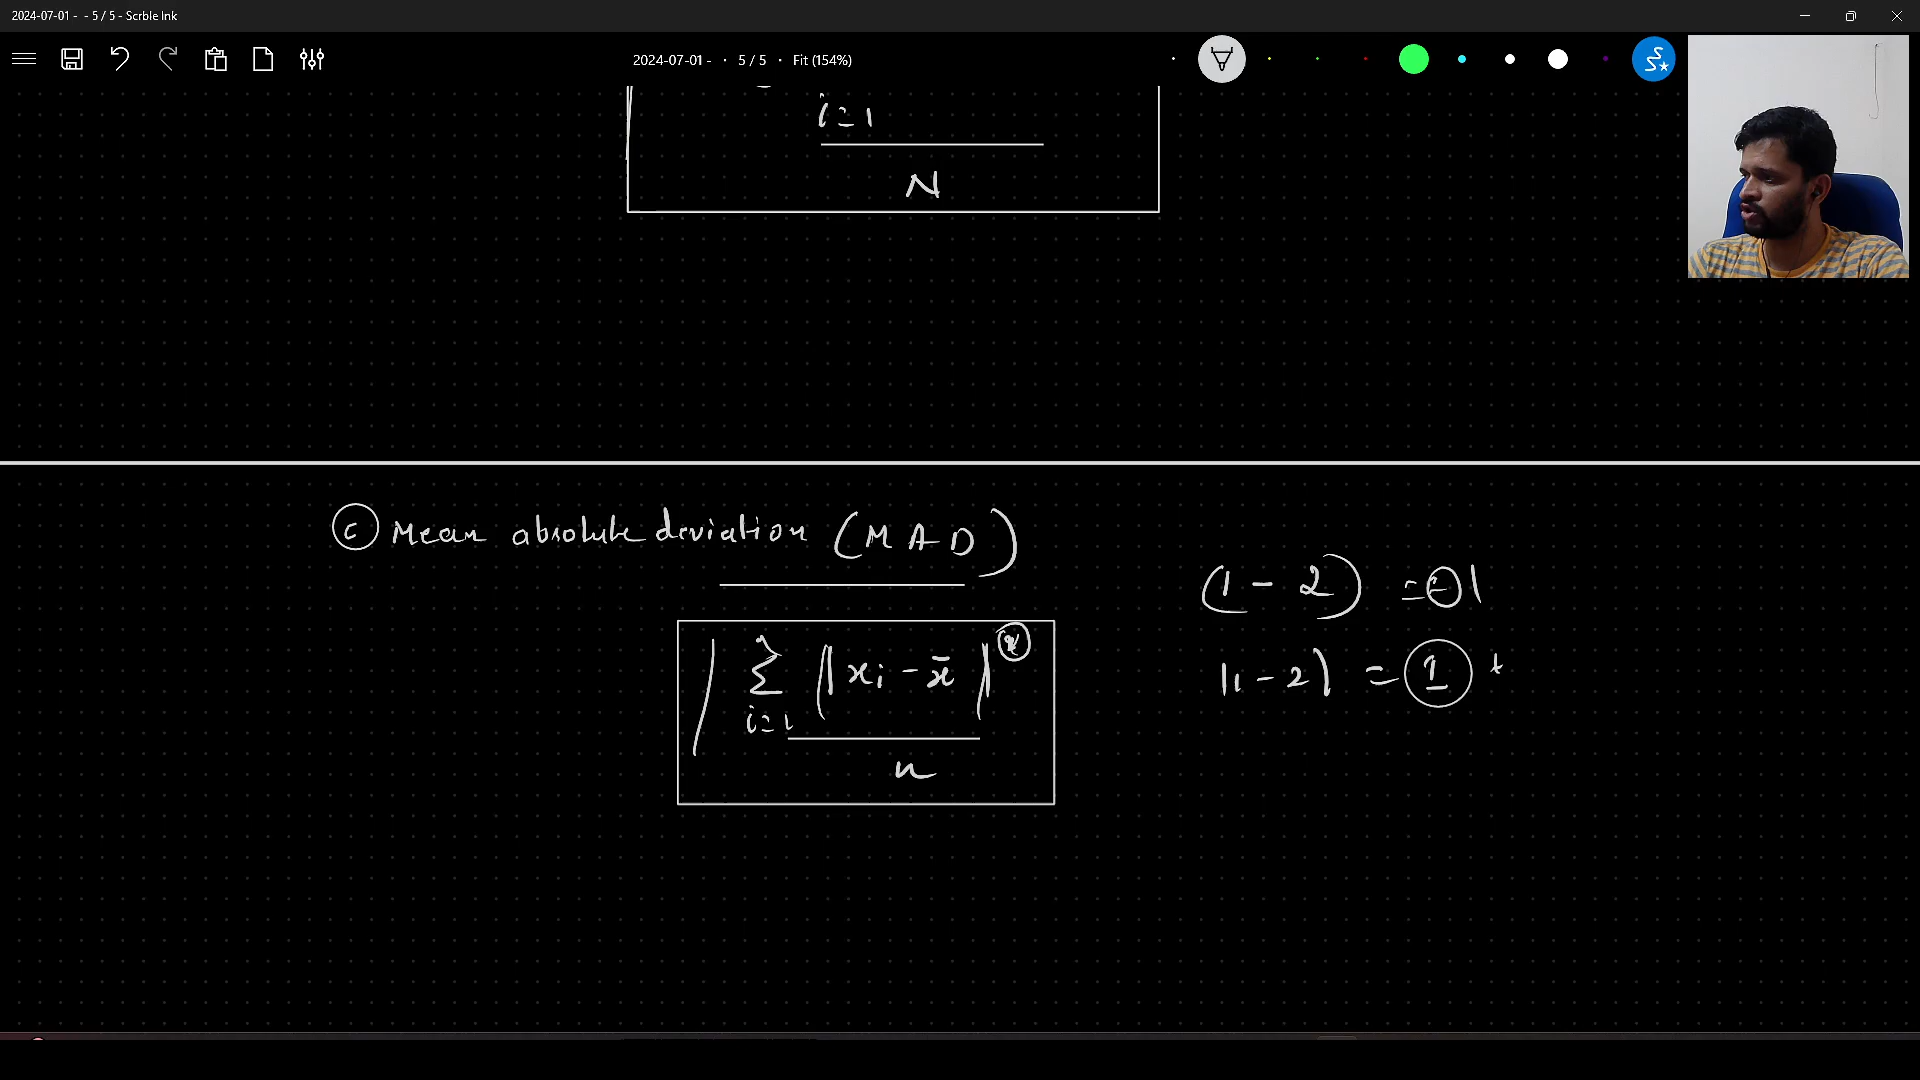 2024-07-01 - - 5 / 5 - Scrble Ink
2024-07-01 - • 5 / 5 • Fit (154%)
i=1
N
c Mean absolute deviation (MAD)
(1 - 2) = -1
|1 - 2| = 1 +
n
Σ |xi - x̄|
i=1
n